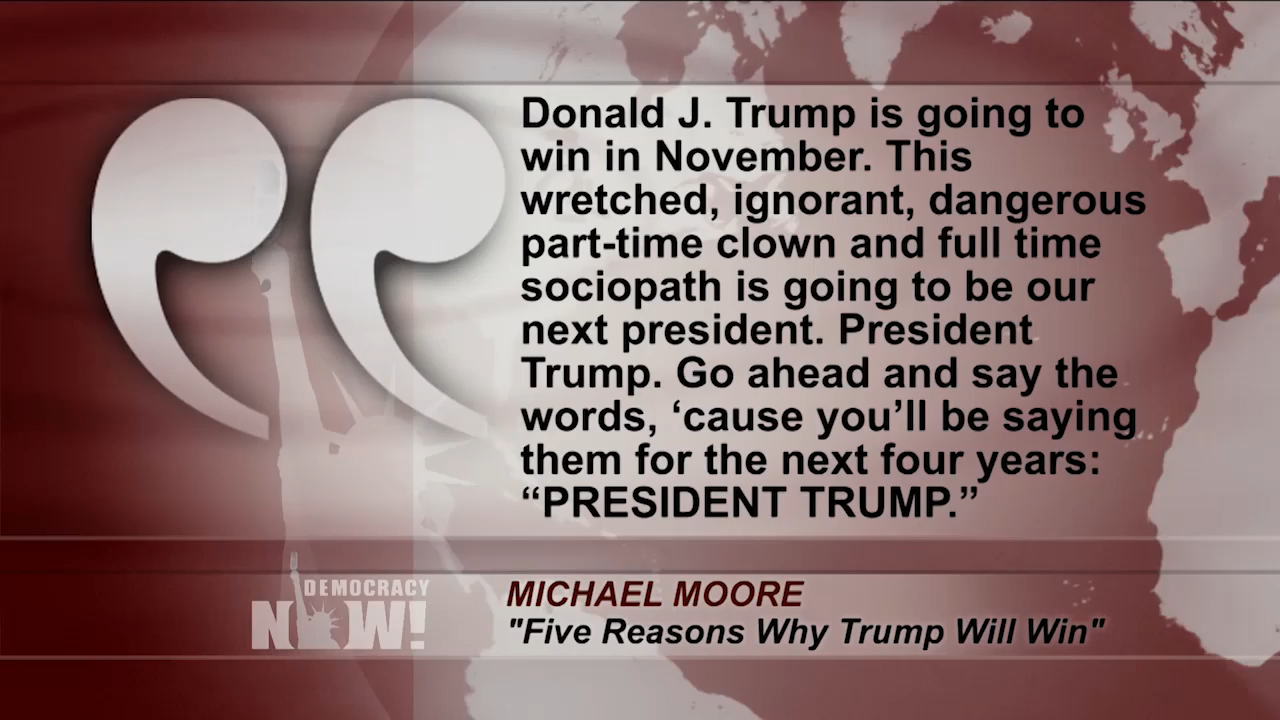 Donald J. Trump is going to
win in November. This
wretched, ignorant, dangerous
part-time clown and full time
sociopath is going to be our
next president. President
Trump. Go ahead and say the
words, ‘cause you’ll be saying
them for the next four years:
“PRESIDENT TRUMP.”
MICHAEL MOORE
"Five Reasons Why Trump Will Win"
DEMOCRACY
NOW!